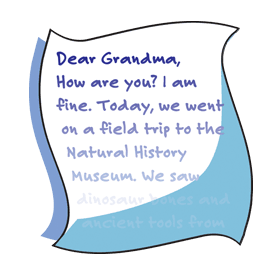 Dear Grandma,
How are you? I am
fine. Today, we went
on a field trip to the
Natural History
Museum. We saw
dinosaur bones and
ancient tools from